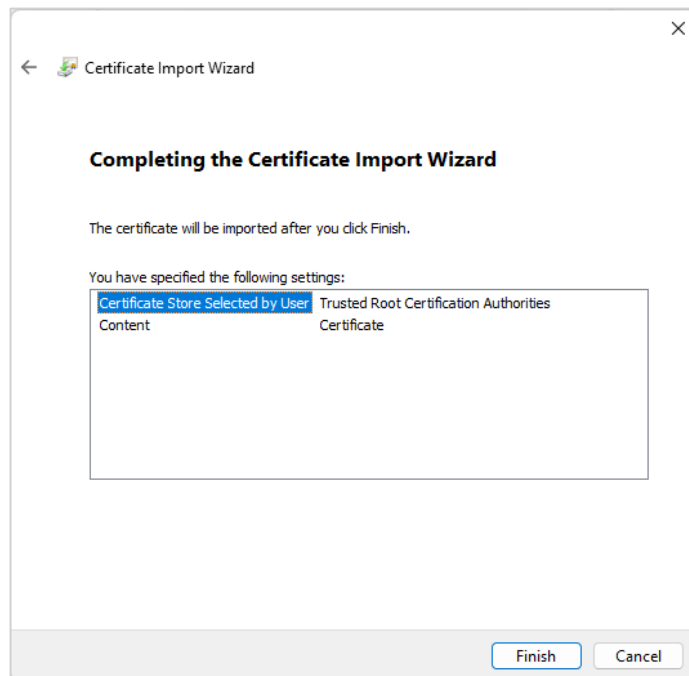 Certificate Import Wizard
Completing the Certificate Import Wizard
The certificate will be imported after you click Finish.
You have specified the following settings:
Certificate Store Selected by User Trusted Root Certification Authorities
Content Certificate
Finish Cancel